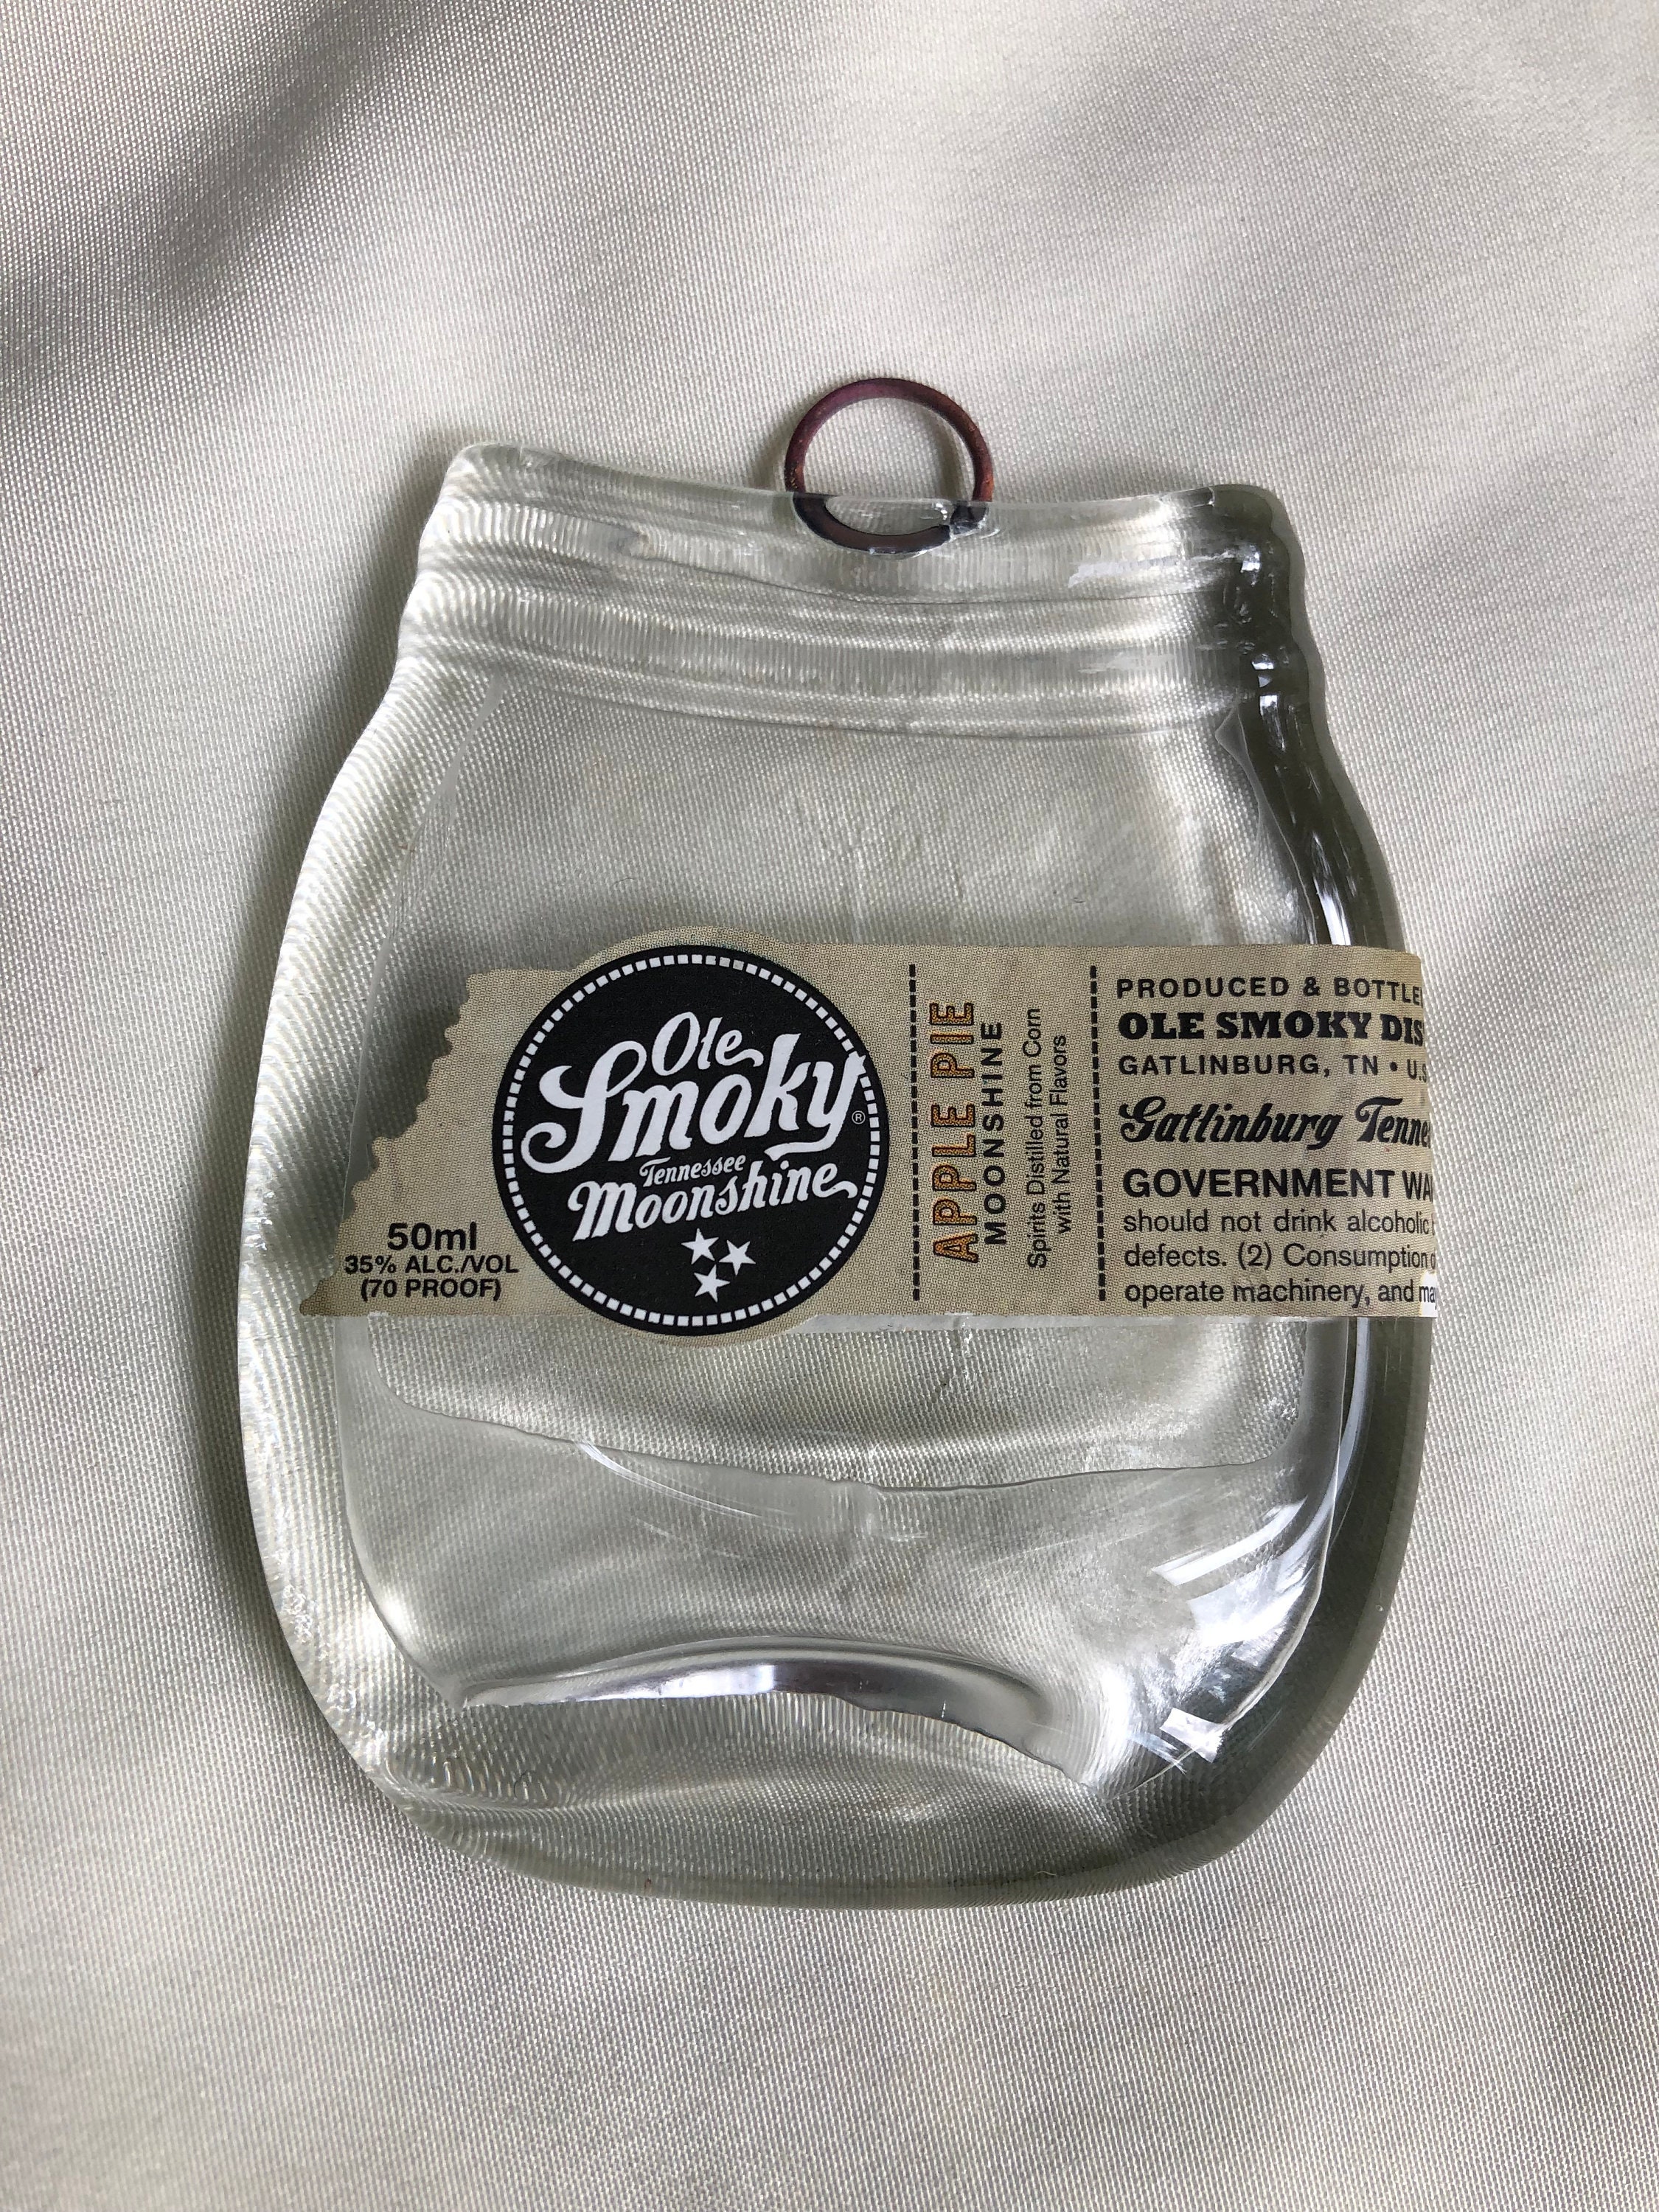 Ole
Smoky®
Tennessee
Moonshine
50ml
35% ALC./VOL
(70 PROOF)
APPLE PIE
MOONSHINE
Spirits Distilled from Corn
with Natural Flavors
PRODUCED & BOTTLE
OLE SMOKY DIS
GATLINBURG, TN • U.S
Gatlinburg Tenne
GOVERNMENT WA
should not drink alcoholic
defects. (2) Consumption
operate machinery, and ma